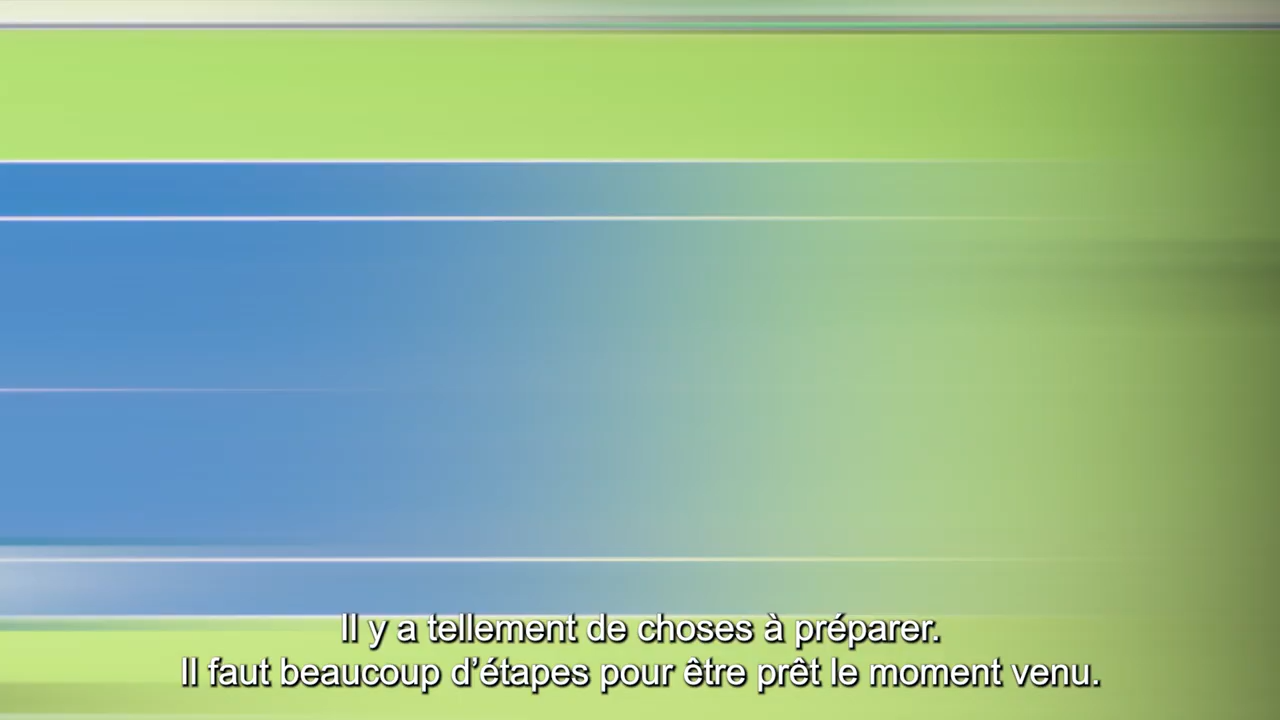 Il y a tellement de choses à préparer.
Il faut beaucoup d’étapes pour être prêt le moment venu.